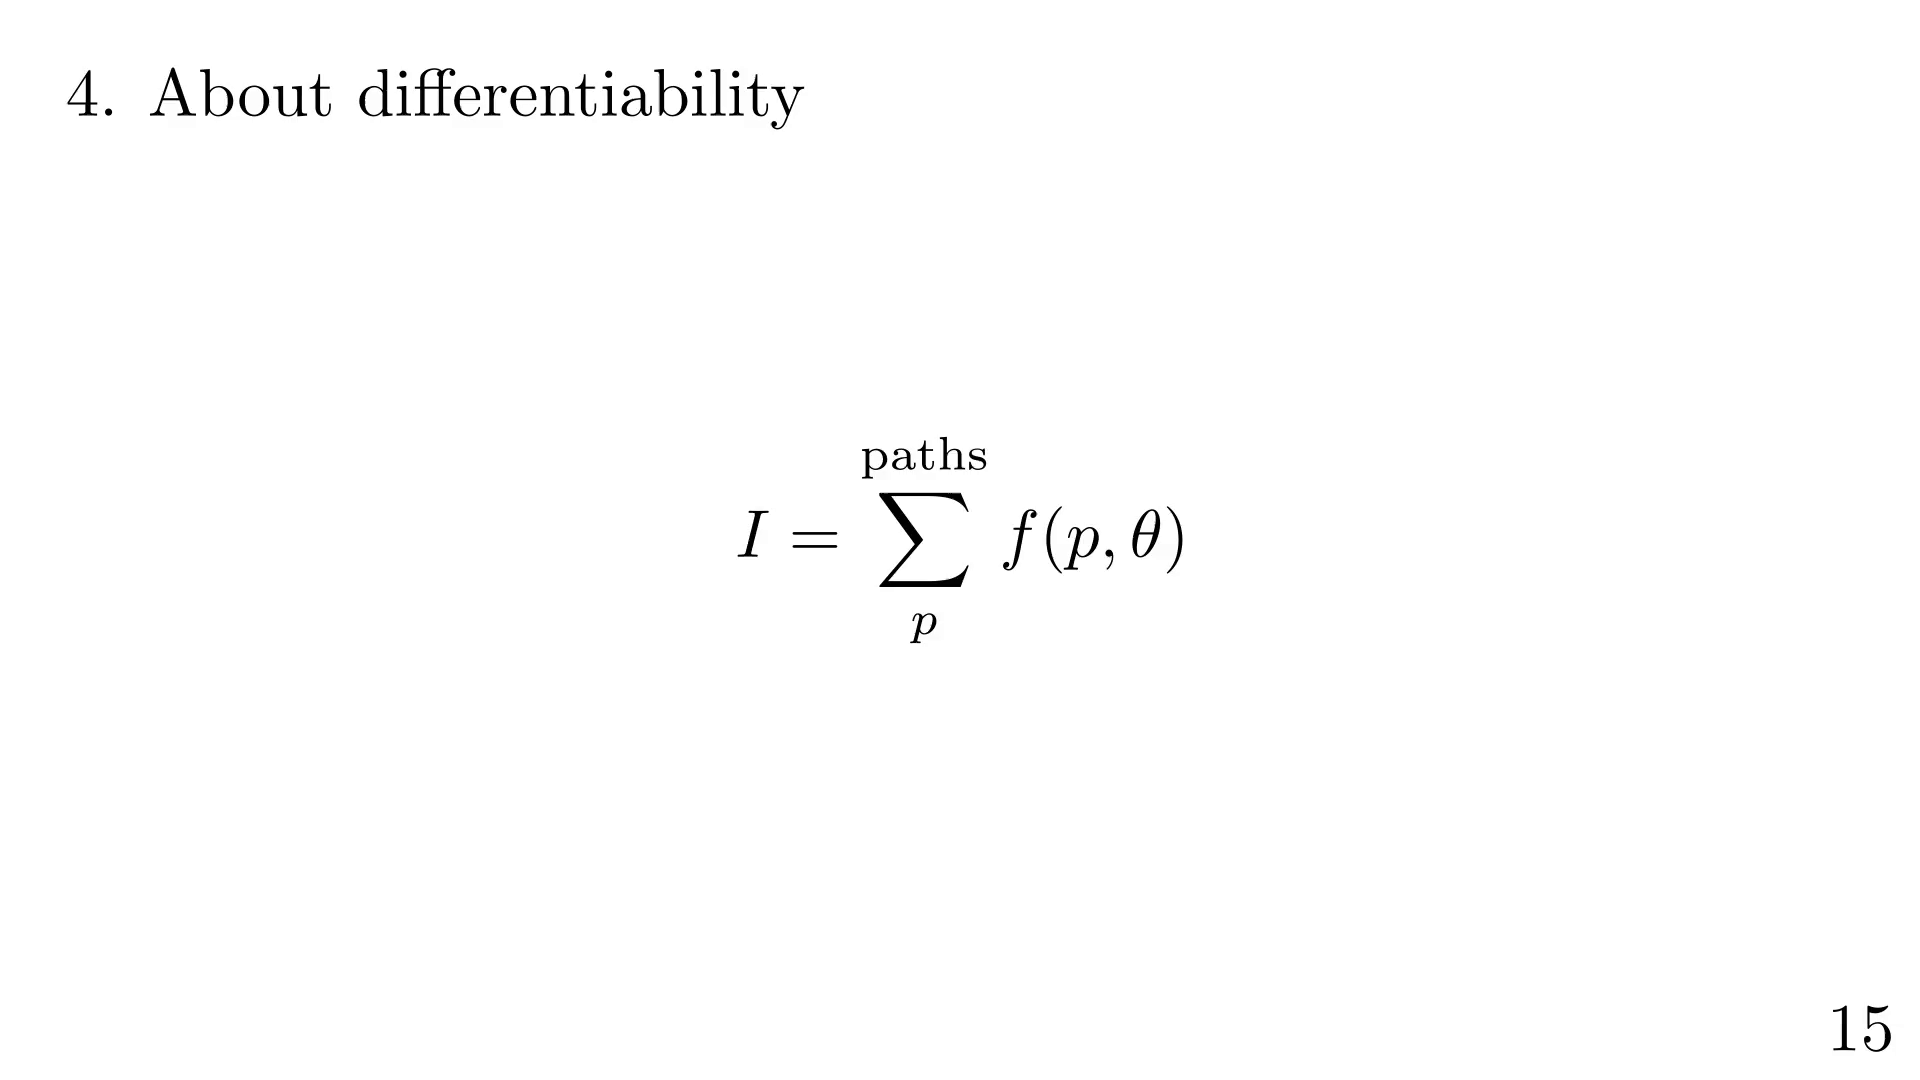 4. About differentiability
paths
I = ∑ f(p, θ)
p
15